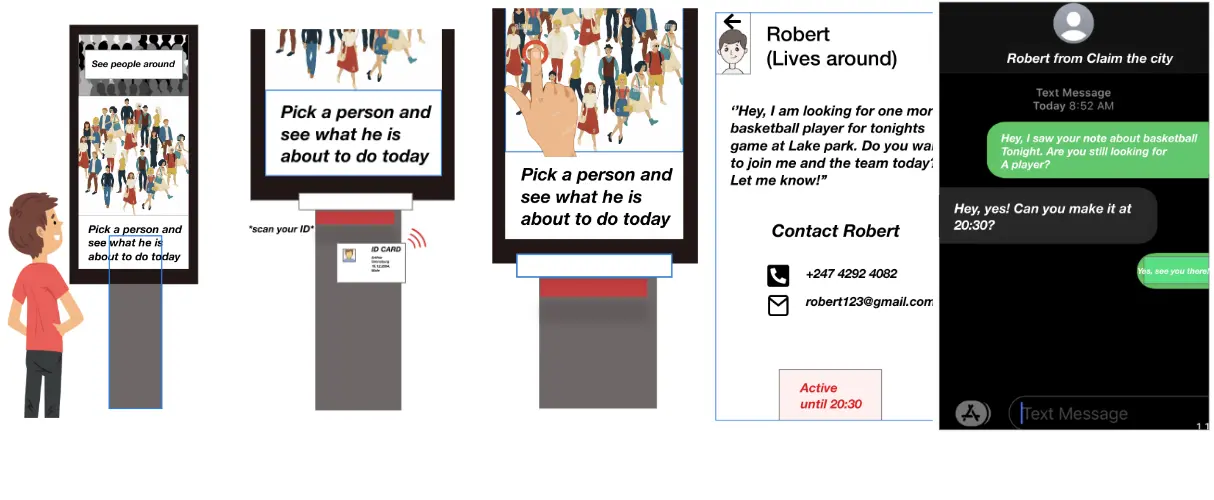 See people around
Pick a person and
see what he is
about to do today
Pick a person and
see what he is
about to do today
*scan your ID*
ID CARD
Pick a person and
see what he is
about to do today
Robert
(Lives around)
‘’Hey, I am looking for one mor
basketball player for tonights
game at Lake park. Do you wa
to join me and the team today?
Let me know!”
Contact Robert
+247 4292 4082
robert123@gmail.com
Active
until 20:30
Robert from Claim the city
Text Message
Today 8:52 AM
Hey, I saw your note about basketball
Tonight. Are you still looking for
A player?
Hey, yes! Can you make it at
20:30?
Yes, see you there!
Text Message